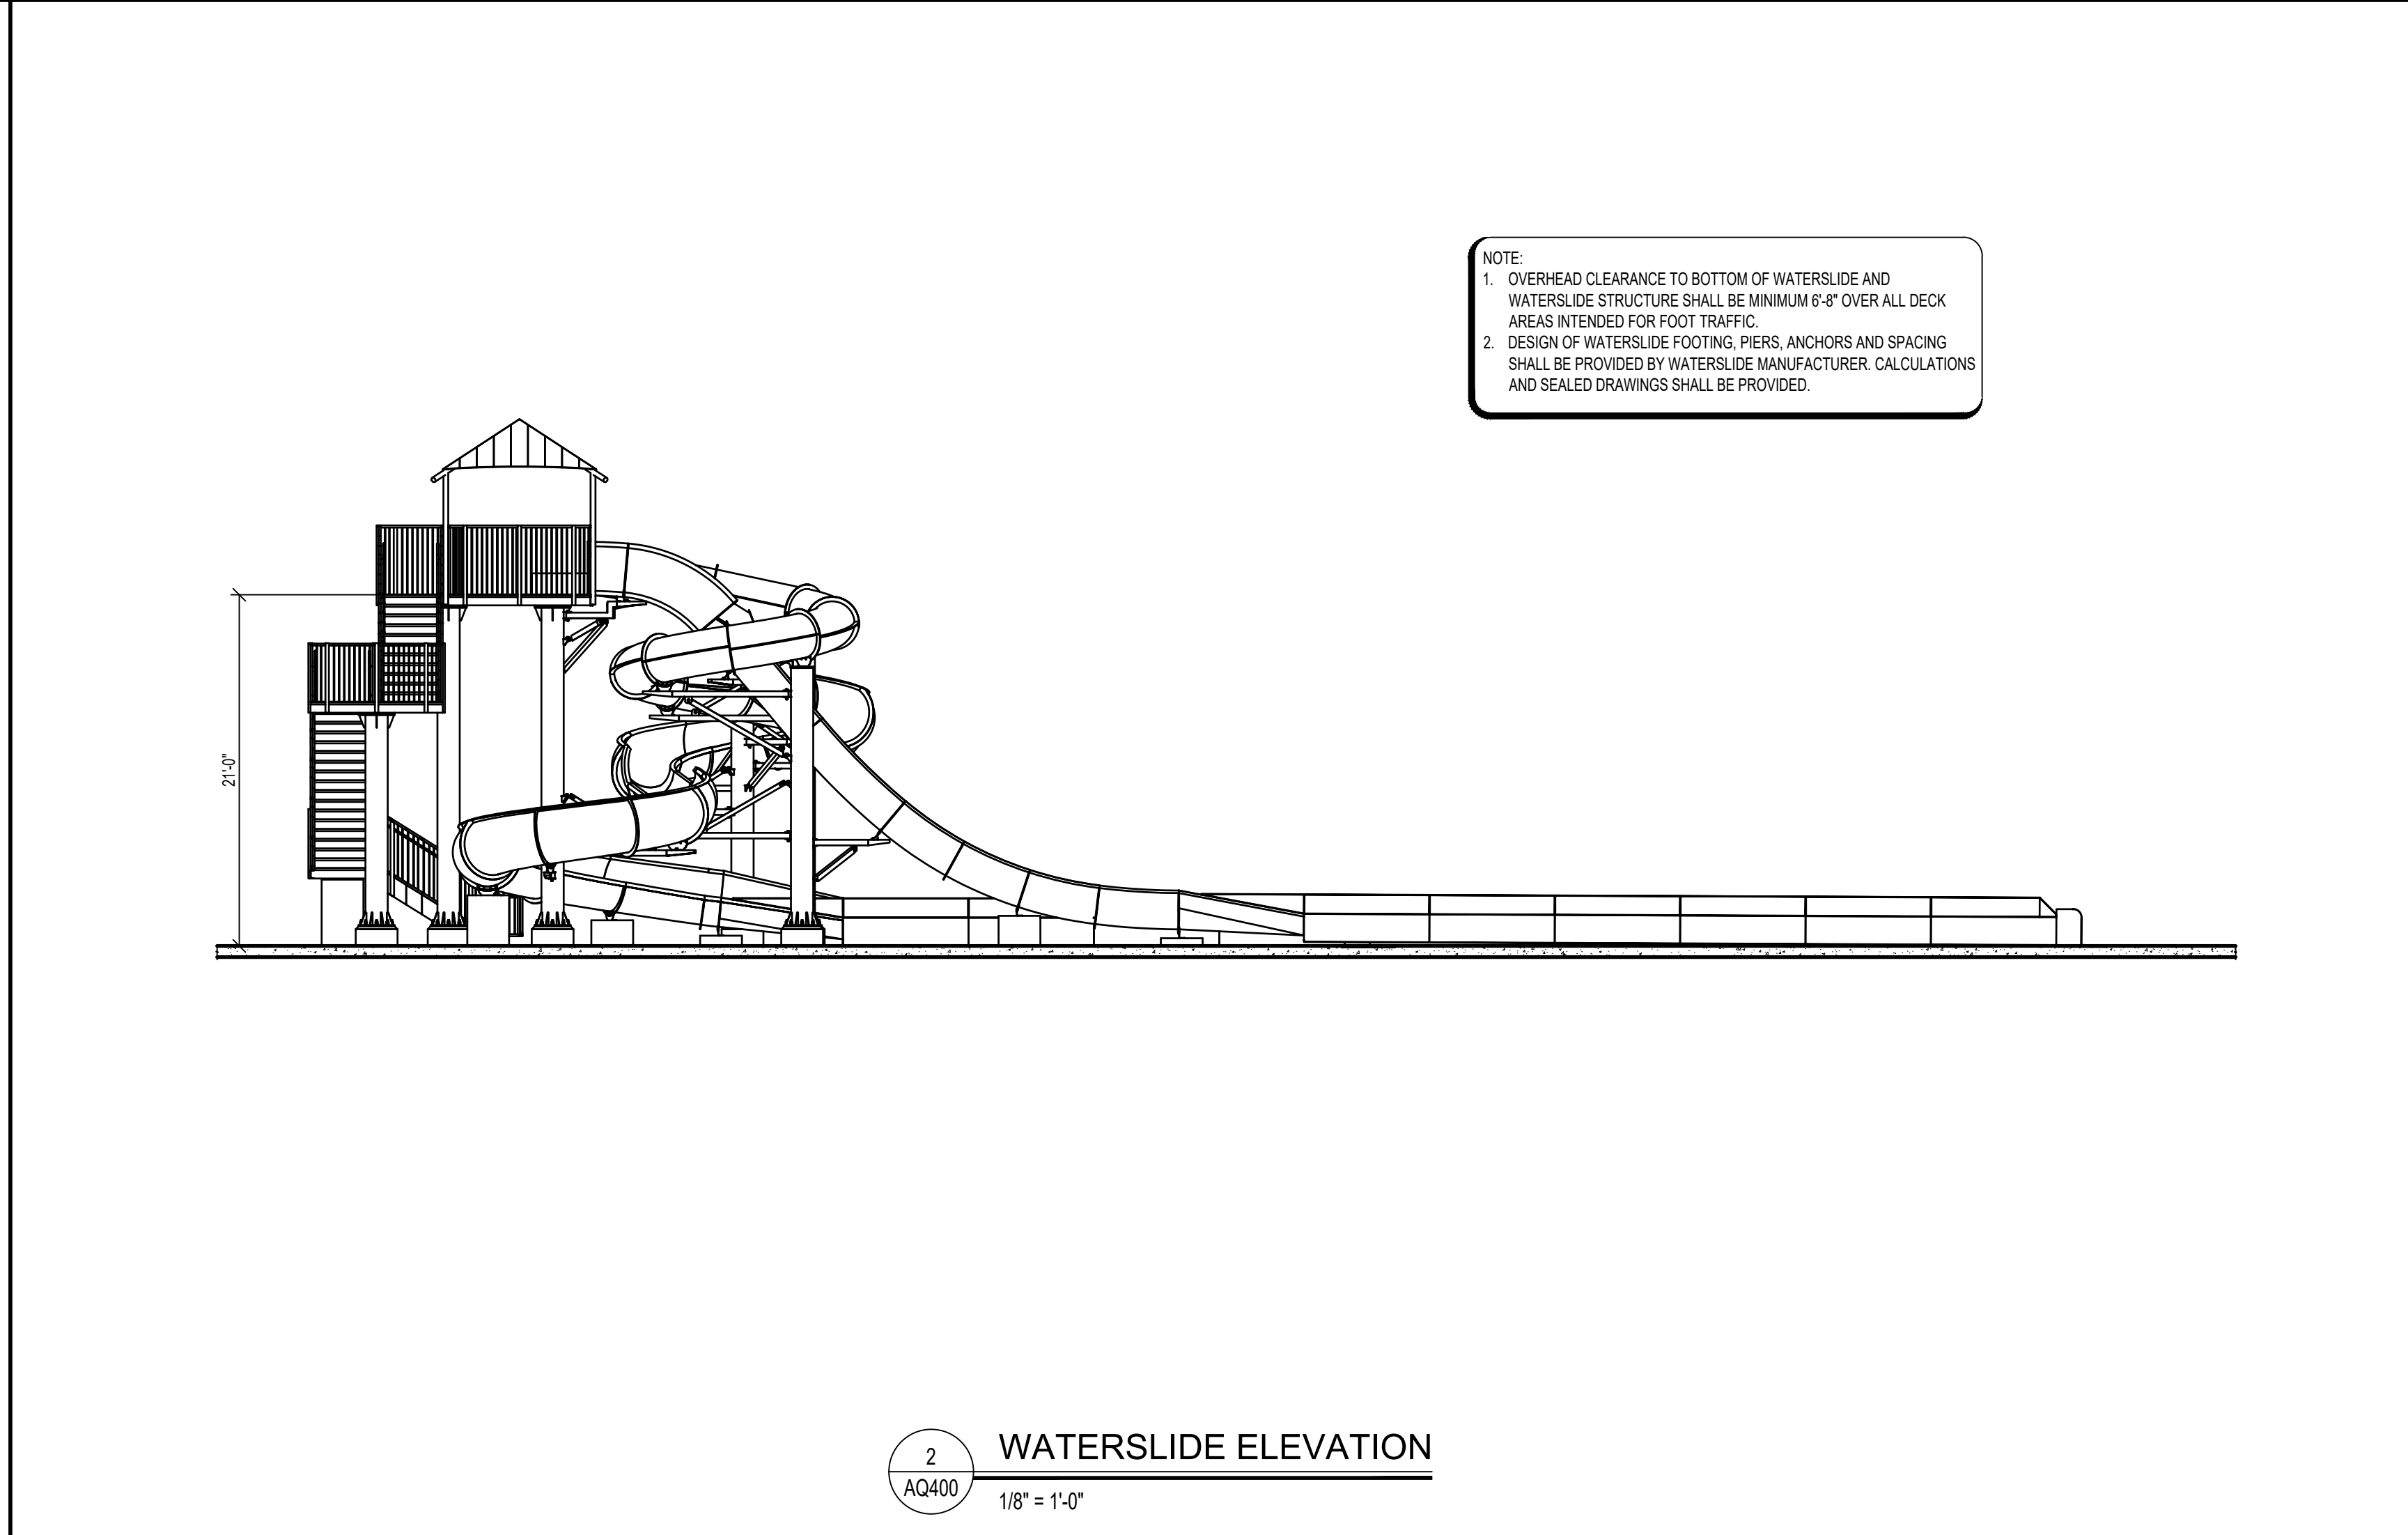 NOTE:
1. OVERHEAD CLEARANCE TO BOTTOM OF WATERSLIDE AND
WATERSLIDE STRUCTURE SHALL BE MINIMUM 6'-8" OVER ALL DECK
AREAS INTENDED FOR FOOT TRAFFIC.
2. DESIGN OF WATERSLIDE FOOTING, PIERS, ANCHORS AND SPACING
SHALL BE PROVIDED BY WATERSLIDE MANUFACTURER. CALCULATIONS
AND SEALED DRAWINGS SHALL BE PROVIDED.
21'-0"
2
AQ400
WATERSLIDE ELEVATION
1/8" = 1'-0"